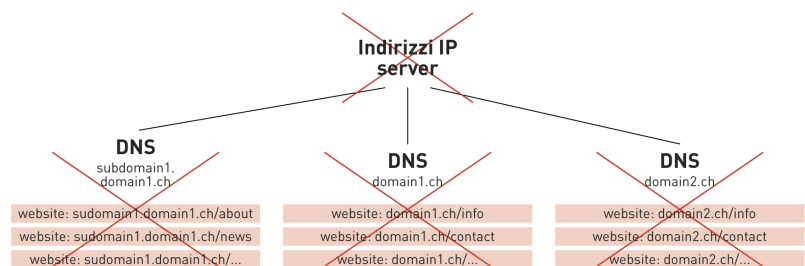 Indirizzi IP
server
DNS
subdomain1.
domain1.ch
website: sudomain1.domain1.ch/about
website: sudomain1.domain1.ch/news
website: sudomain1.domain1.ch/...
DNS
domain1.ch
website: domain1.ch/info
website: domain1.ch/contact
website: domain1.ch/...
DNS
domain2.ch
website: domain2.ch/info
website: domain2.ch/contact
website: domain2.ch/...